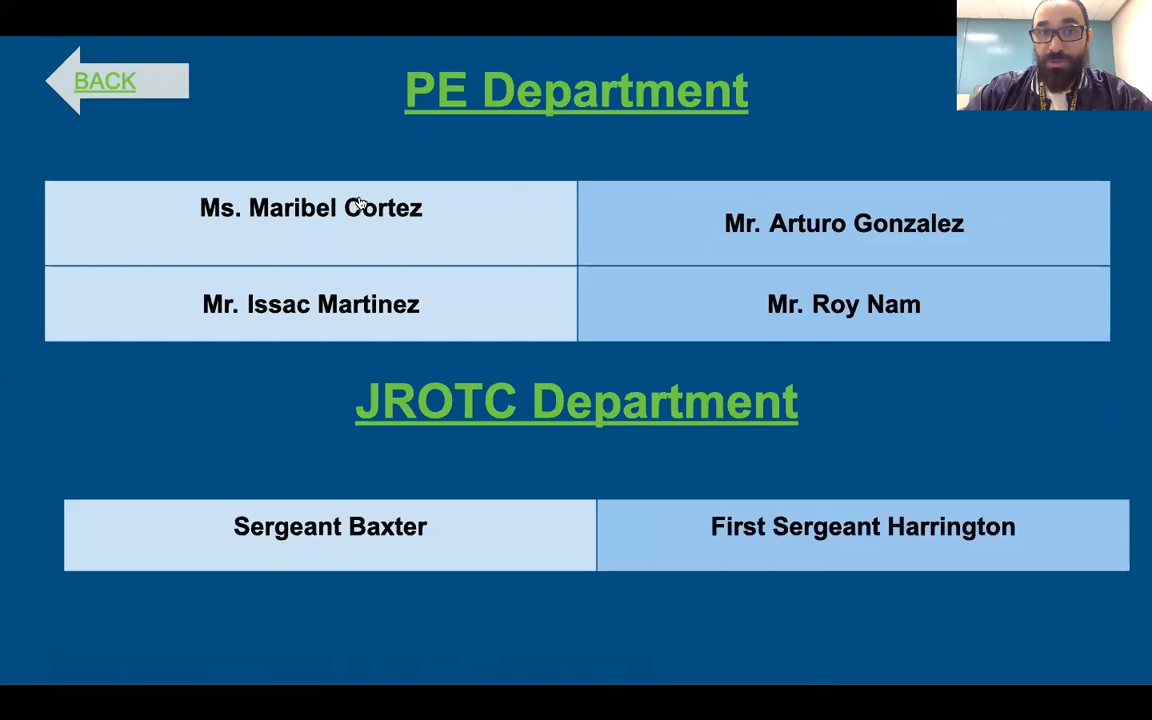 BACK
PE Department
Ms. Maribel Cortez
Mr. Arturo Gonzalez
Mr. Issac Martinez
Mr. Roy Nam
JROTC Department
Sergeant Baxter
First Sergeant Harrington